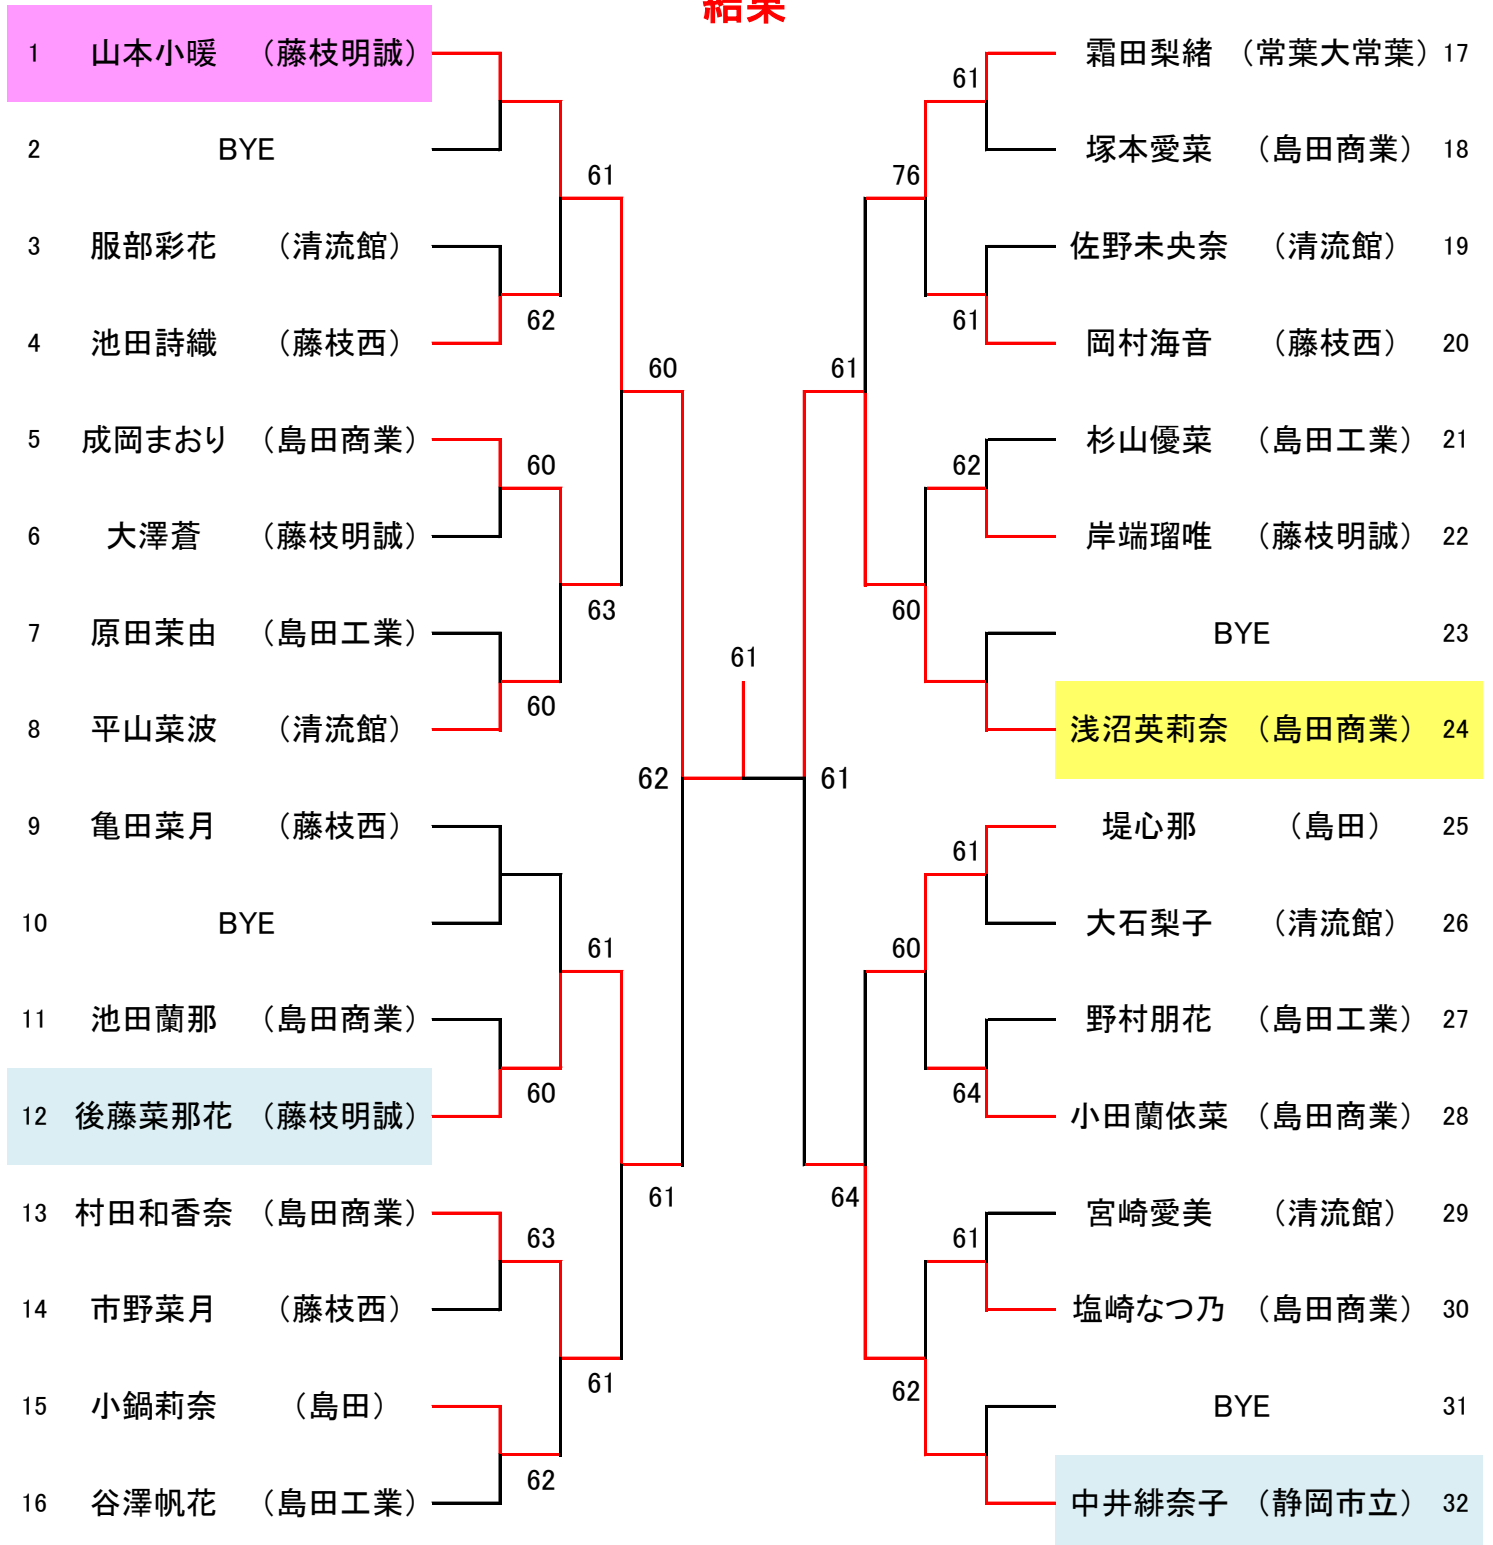 結果
1 山本小暖 （藤枝明誠）
2 BYE
61
3 服部彩花 （清流館）
62
4 池田詩織 （藤枝西）
60
5 成岡まおり （島田商業）
60
6 大澤蒼 （藤枝明誠）
63
7 原田茉由 （島田工業）
60
8 平山菜波 （清流館）
62
9 亀田菜月 （藤枝西）
10 BYE
61
11 池田蘭那 （島田商業）
60
12 後藤菜那花 （藤枝明誠）
61
13 村田和香奈 （島田商業）
63
14 市野菜月 （藤枝西）
61
15 小鍋莉奈 （島田）
62
16 谷澤帆花 （島田工業）
61
霜田梨緒 （常葉大常葉） 17
61
塚本愛菜 （島田商業） 18
76
佐野未央奈 （清流館） 19
61
岡村海音 （藤枝西） 20
61
杉山優菜 （島田工業） 21
62
岸端瑠唯 （藤枝明誠） 22
60
BYE 23
浅沼英莉奈 （島田商業） 24
61
堤心那 （島田） 25
61
大石梨子 （清流館） 26
60
野村朋花 （島田工業） 27
64
小田蘭依菜 （島田商業） 28
64
宮崎愛美 （清流館） 29
61
塩崎なつ乃 （島田商業） 30
62
BYE 31
中井緋奈子 （静岡市立） 32